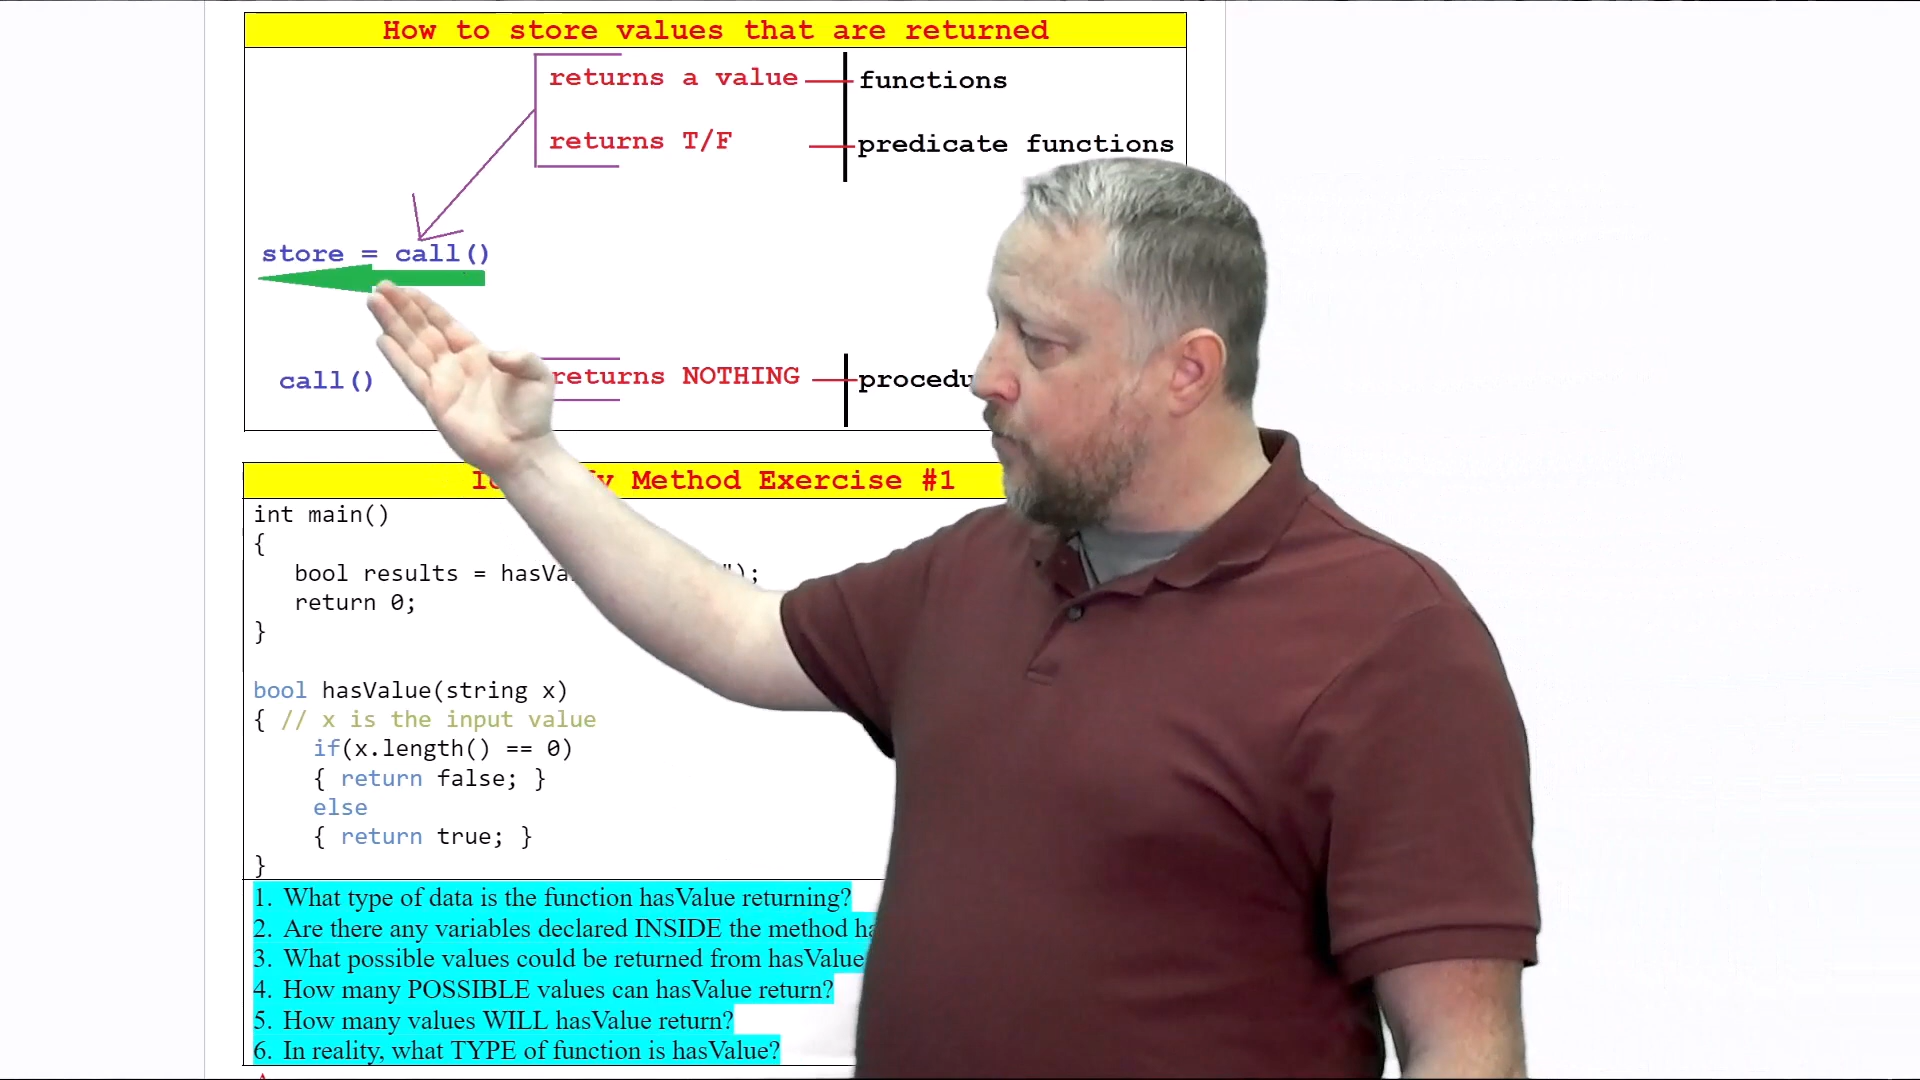 How to store values that are returned
returns a value
functions
returns T/F
predicate functions
store = call()
call()
returns NOTHING
Method Exercise #1
int main()
{
bool results = ");
return 0;
}
bool hasValue(string x)
{ // x is the input value
if(x.length() == 0)
{ return false; }
else
{ return true; }
}
1. What type of data is the function hasValue returning?
2. Are there any variables declared INSIDE the method
3. What possible values could be returned from hasValue
4. How many POSSIBLE values can hasValue return?
5. How many values WILL hasValue return?
6. In reality, what TYPE of function is hasValue?